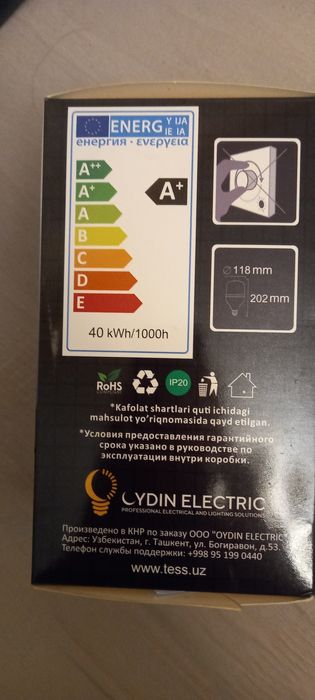 ENERG Y IJA
IE IA
енергия · ενεργεια
A++
A+
A
B
C
D
E
A+
40 kWh/1000h
Ø 118 mm
202 mm
RoHS
COMPLIANT
IP20
*Kafolat shartlari quti ichidagi
mahsulot yo'riqnomasida qayd etilgan.
*Условия предоставления гарантийного
срока указано в руководстве по
эксплуатации внутри коробки.
OYDIN ELECTRIC
PROFESSIONAL ELECTRICAL AND LIGHTING SOLUTIONS
Произведено в КНР по заказу ООО "OYDIN ELECTRIC"
Адрес: Узбекистан, г. Ташкент, ул. Богиравон, д.53.
Телефон службы поддержки: +998 95 199 0440
www.tess.uz